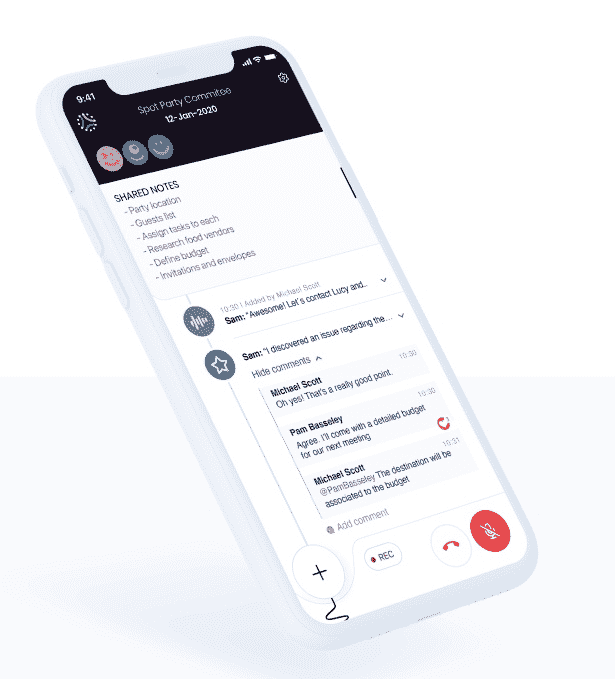 9:41
Spot Party Commitee
12-Jan-2020
SHARED NOTES
- Party location
- Guests list
- Assign tasks to each
- Research food vendors
- Define budget
- Invitations and envelopes
10:30 | Added by Michael Scott
Sam: "Awesome! Let's contact Lucy and..
Sam: "I discovered an issue regarding the...
Hide comments
Michael Scott
10:30
Oh yes! That's a really good point.
Pam Basseley
10:30
Agree. I'll come with a detailed budget
for our next meeting
Michael Scott
10:31
@PamBasseley The destination will be
associated to the budget
Add comment
REC